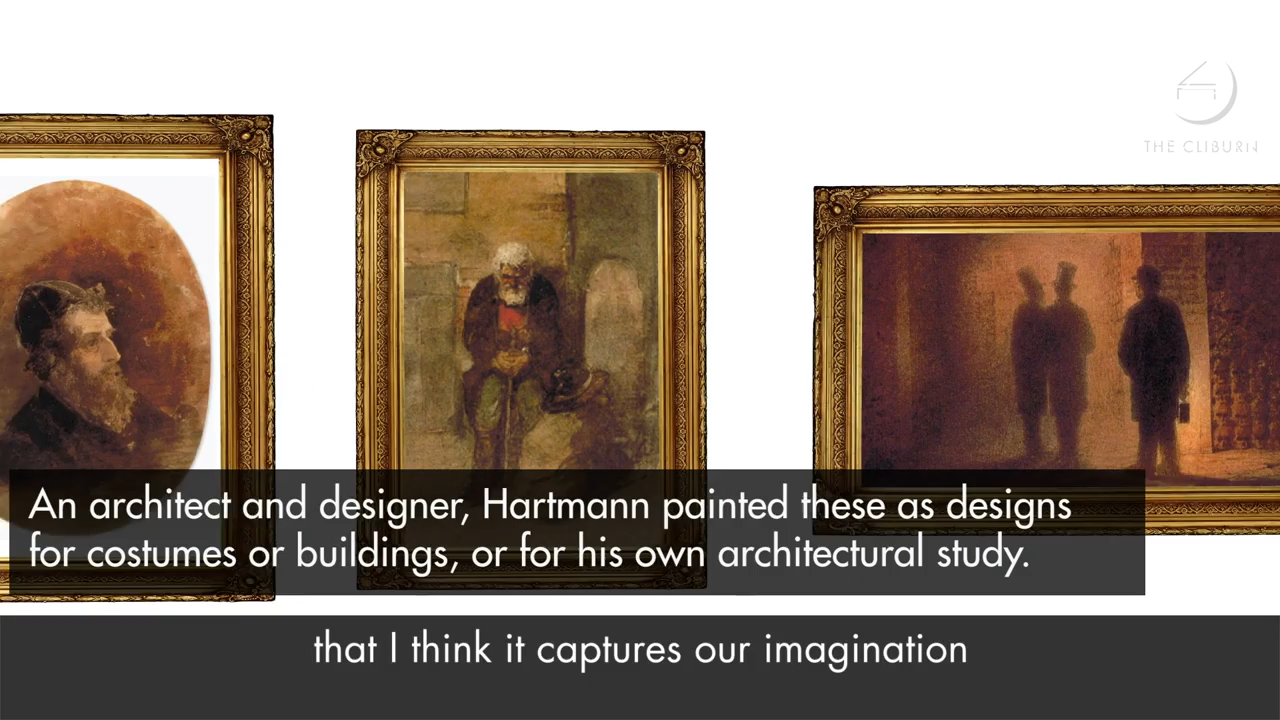 THE CLIBURN
An architect and designer, Hartmann painted these as designs
for costumes or buildings, or for his own architectural study.
that I think it captures our imagination